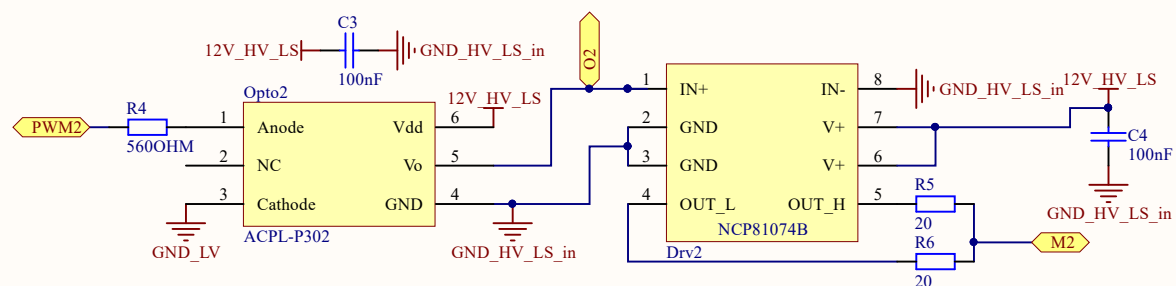 C3
12V_HV_LS
GND_HV_LS_in
100nF
O2
Opto2
12V_HV_LS
PWM2
R4
560OHM
1
Anode
Vdd
6
2
NC
Vo
5
3
Cathode
GND
4
ACPL-P302
GND_LV
GND_HV_LS_in
1
IN+
IN-
8
GND_HV_LS_in
12V_HV_LS
2
GND
V+
7
3
GND
V+
6
C4
100nF
GND_HV_LS_in
4
OUT_L
OUT_H
5
NCP81074B
Drv2
R5
20
R6
20
M2